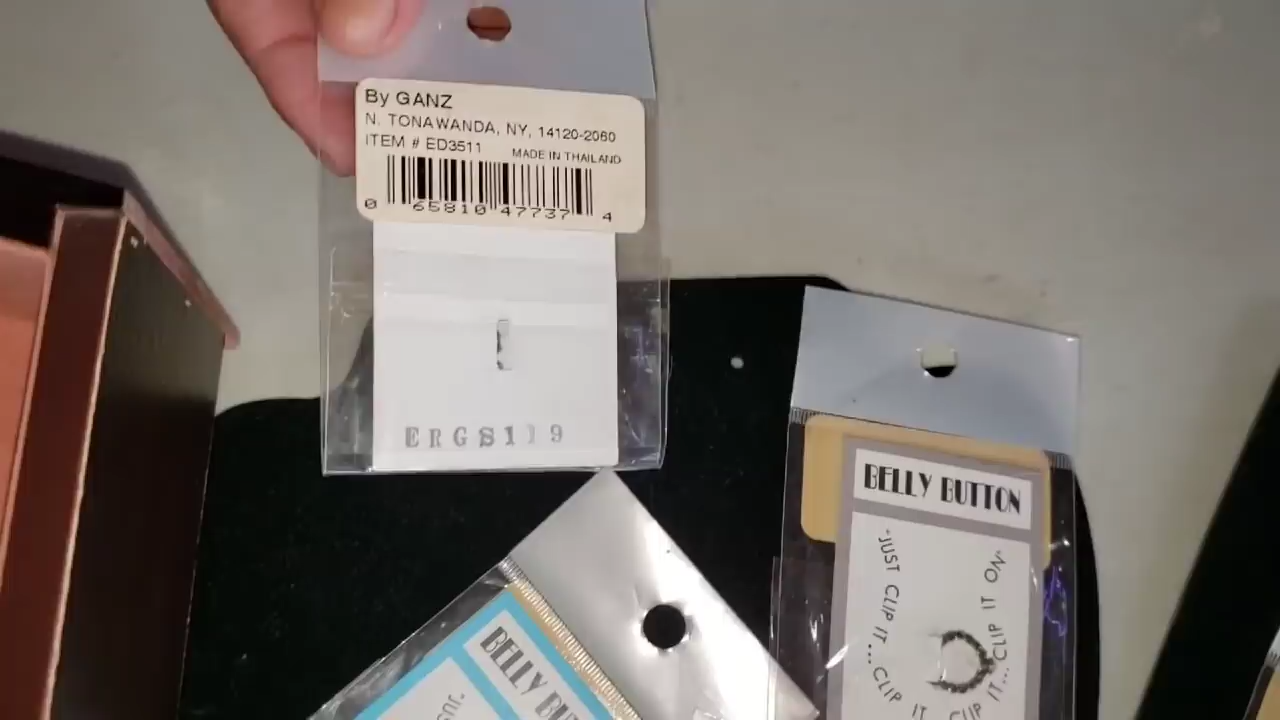 By GANZ
N. TONAWANDA, NY, 14120-2060
ITEM # ED3511 MADE IN THAILAND
0 65810 47737 4
ERGS119
BELLY BUTTON
JUST CLIP IT...CLIP IT...CLIP IT ON
BELLY